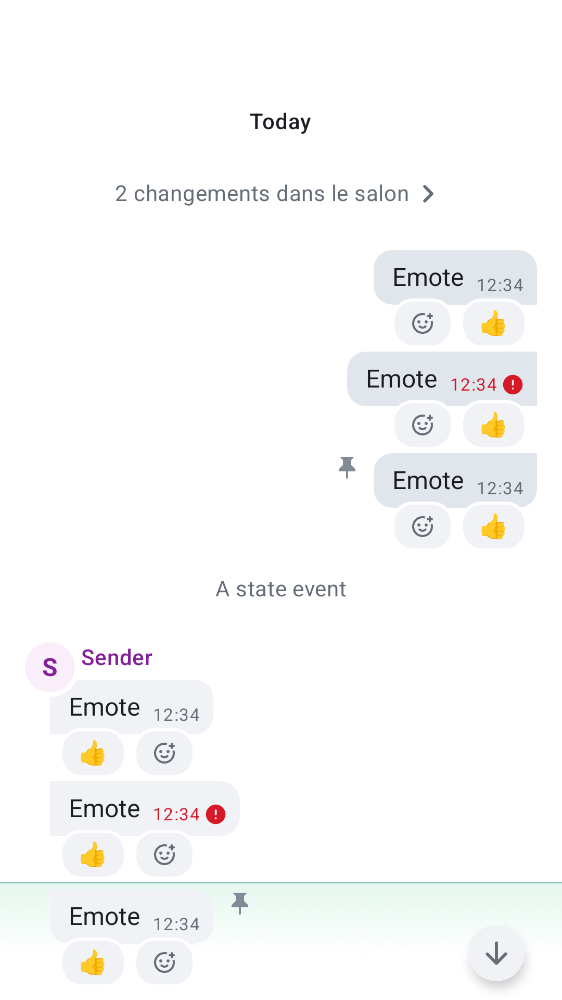 Today
2 changements dans le salon
Emote 12:34
👍
Emote 12:34
👍
Emote 12:34
👍
A state event
S Sender
Emote 12:34
👍
Emote 12:34
👍
Emote 12:34
👍